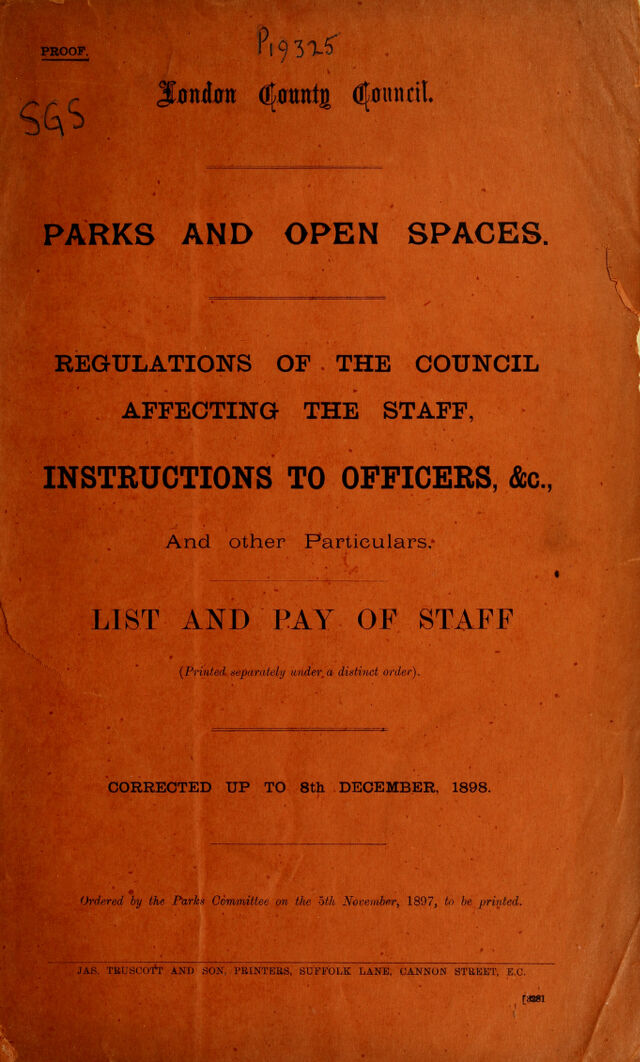 PROOF.
P19325
SGS
London County Council.
PARKS AND OPEN SPACES.
REGULATIONS OF THE COUNCIL
AFFECTING THE STAFF,
INSTRUCTIONS TO OFFICERS, &c.,
And other Particulars.
LIST AND PAY OF STAFF
(Printed separately under a distinct order).
CORRECTED UP TO 8th DECEMBER, 1898.
Ordered by the Parks Committee on the 5th November, 1897, to be printed.
JAS. TRUSCOTT AND SON, PRINTERS, SUFFOLK LANE, CANNON STREET, E.C.